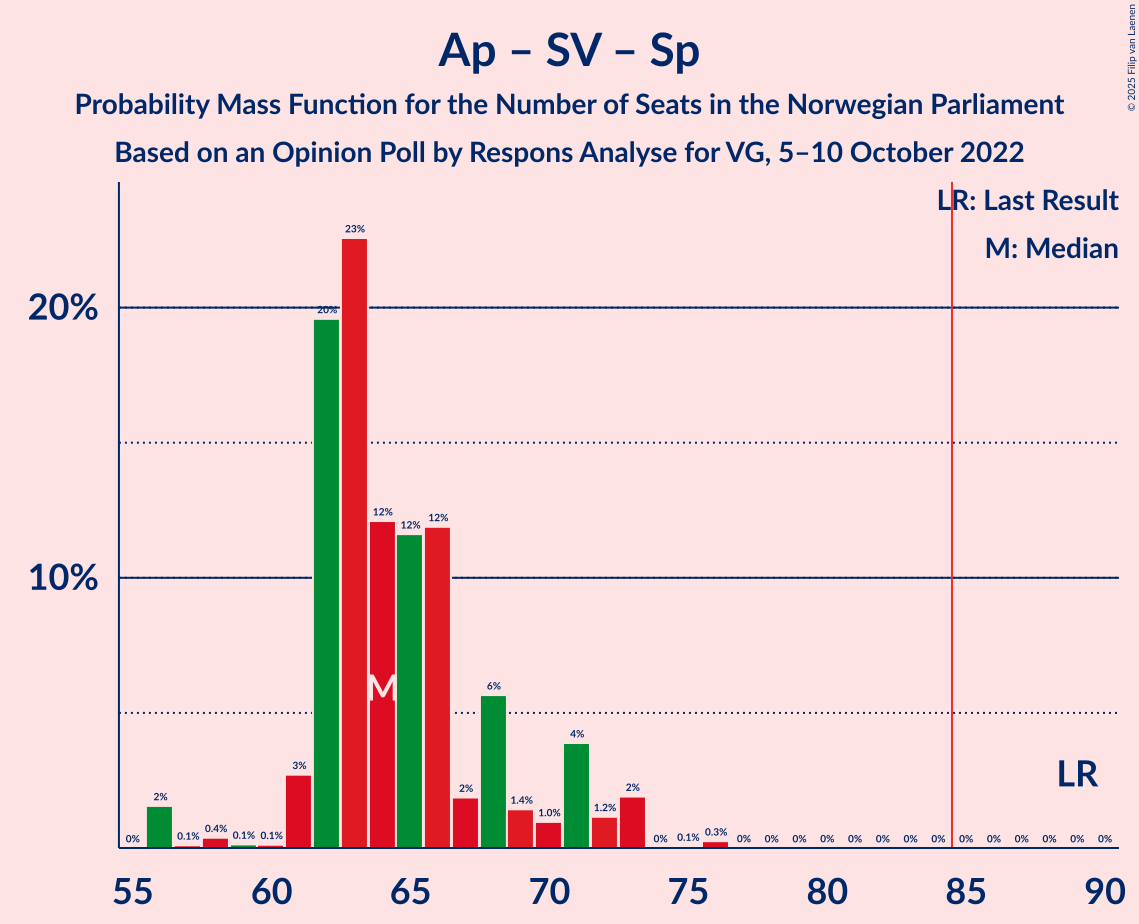 Ap – SV – Sp
Probability Mass Function for the Number of Seats in the Norwegian Parliament
Based on an Opinion Poll by Respons Analyse for VG, 5–10 October 2022
© 2025 Filip van Laenen
LR: Last Result
M: Median
20%
10%
0% 2% 0.1% 0.4% 0.1% 0.1% 3% 20% 23% 12% 12% 12% 2% 6% 1.4% 1.0% 4% 1.2% 2% 0% 0.1% 0.3% 0% 0% 0% 0% 0% 0% 0% 0% 0% 0% 0% 0% 0% 0%
M
LR
55 60 65 70 75 80 85 90